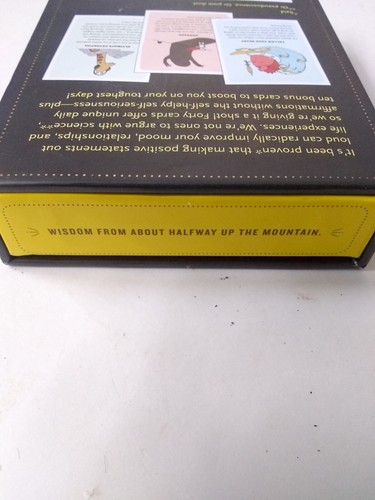 It's been proven* that making positive statements out
loud can radically improve your mood, relationships, and
life experiences. We're not ones to argue with science*,
so we're giving it a shot! Forty cards offer unique daily
affirmations without the self-helpy self-seriousness—plus
ten bonus cards to boost you on your toughest days!
WISDOM FROM ABOUT HALFWAY UP THE MOUNTAIN.